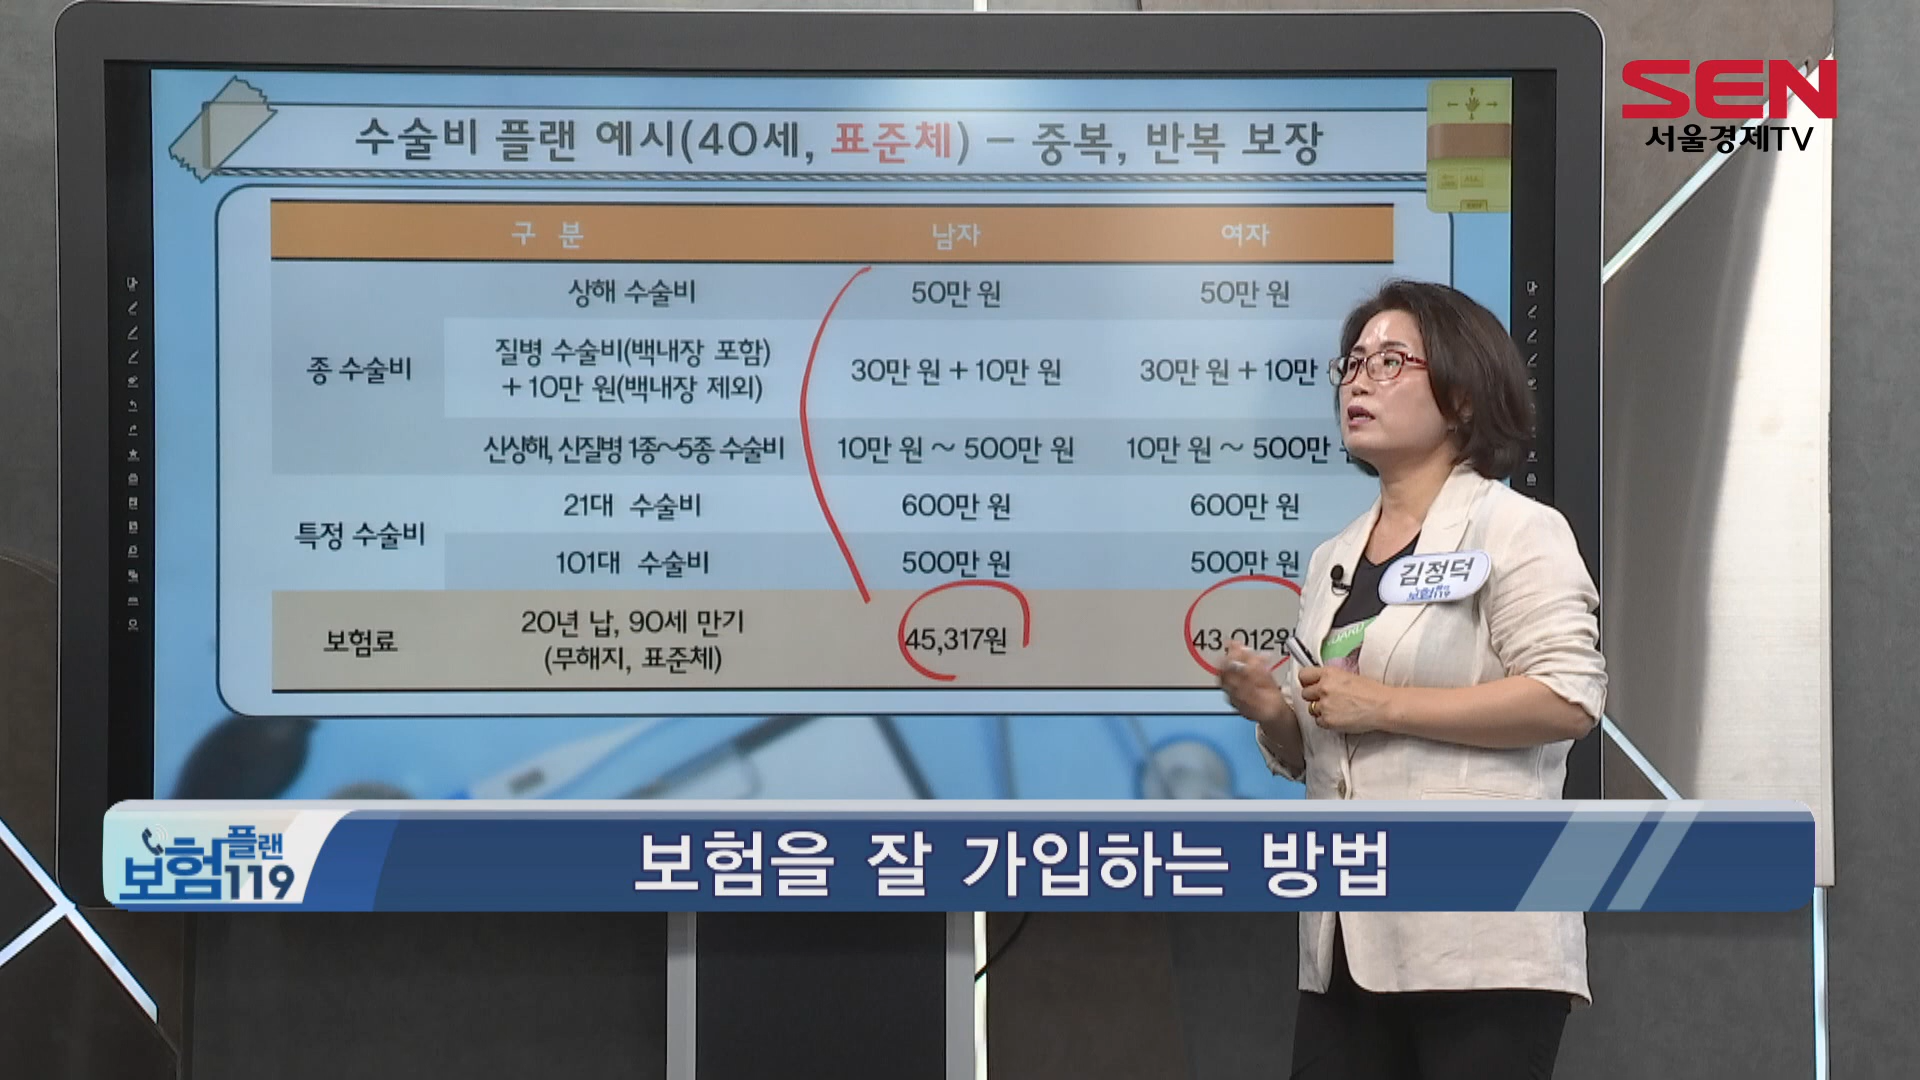 SEN
서울경제TV
수술비 플랜 예시(40세, 표준체) – 중복, 반복 보장
구 분 남자 여자
종 수술비
상해 수술비 50만 원 50만 원
질병 수술비(백내장 포함)
+ 10만 원(백내장 제외)
30만 원 + 10만 원 30만 원 + 10만
신상해, 신질병 1종~5종 수술비 10만 원 ~ 500만 원 10만 원 ~ 500만
특정 수술비
21대 수술비 600만 원 600만 원
101대 수술비 500만 원 500만 원
보험료
20년 납, 90세 만기
(무해지, 표준체)
45,317원 43,012원
김정덕
보험플랜119
보험플랜119
보험을 잘 가입하는 방법